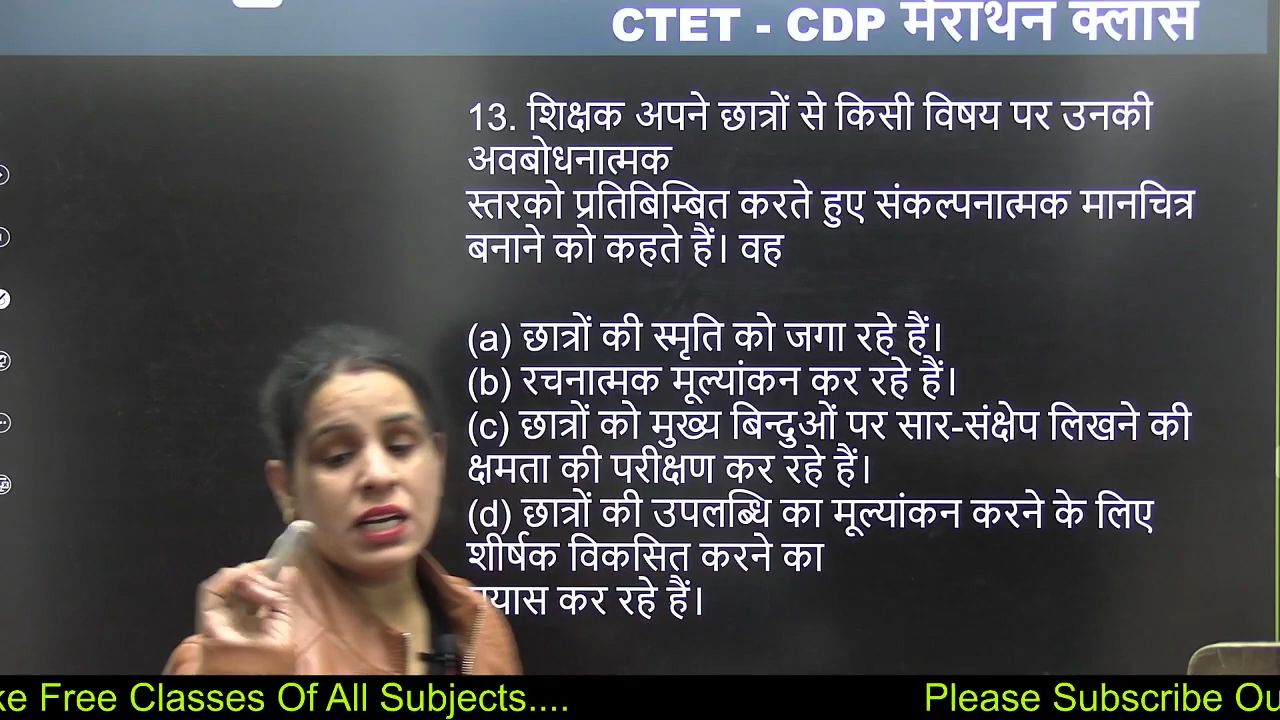 CTET - CDP मैराथन क्लास
13. शिक्षक अपने छात्रों से किसी विषय पर उनकी
अवबोधनात्मक
स्तरको प्रतिबिम्बित करते हुए संकल्पनात्मक मानचित्र
बनाने को कहते हैं। वह
(a) छात्रों की स्मृति को जगा रहे हैं।
(b) रचनात्मक मूल्यांकन कर रहे हैं।
(c) छात्रों को मुख्य बिन्दुओं पर सार-संक्षेप लिखने की
क्षमता की परीक्षण कर रहे हैं।
(d) छात्रों की उपलब्धि का मूल्यांकन करने के लिए
शीर्षक विकसित करने का
कर रहे हैं।
Free Classes Of All Subjects.... Please Subscribe